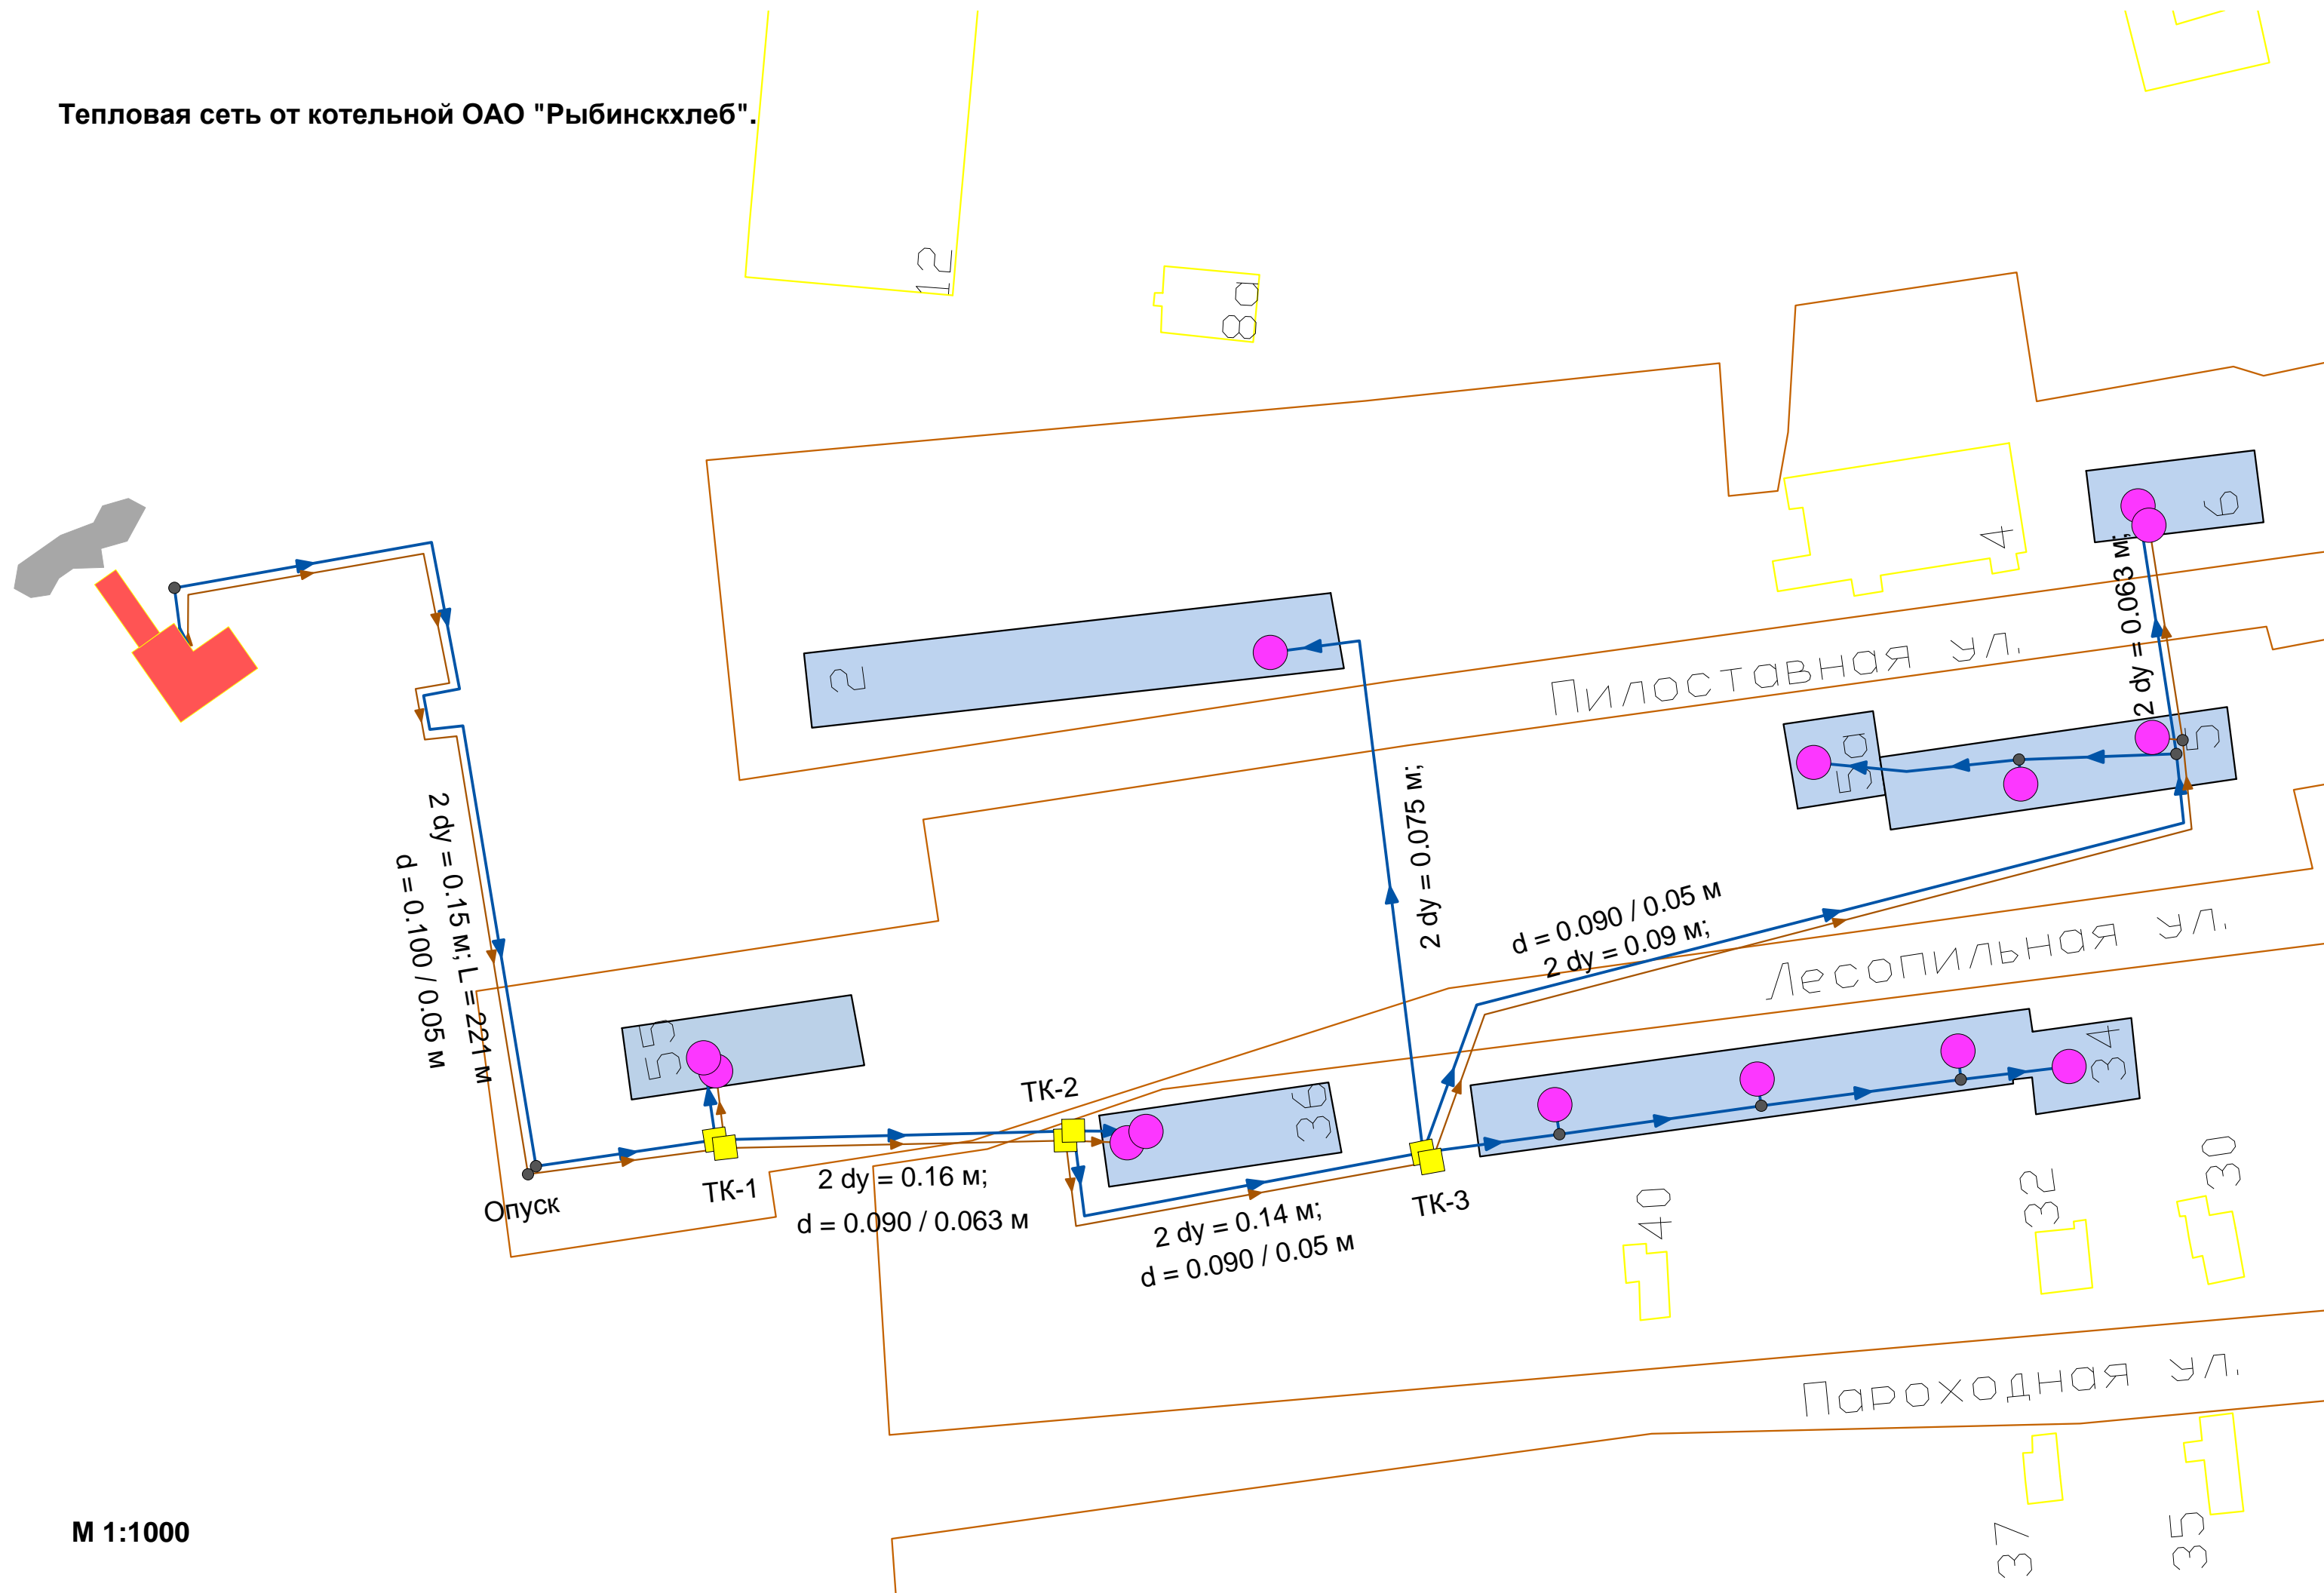 Тепловая сеть от котельной ОАО "Рыбинскхлеб".
12
8а
4
6
2
Пилоставная ул.
2 dy = 0.063 м;
5а
5
2 dy = 0.075 м;
2 dy = 0.15 м; L = 221 м
d = 0.100 / 0.05 м
d = 0.090 / 0.05 м
2 dy = 0.09 м;
Лесопильная ул.
55
ТК-2
36
34
Опуск
ТК-1
2 dy = 0.16 м;
d = 0.090 / 0.063 м
2 dy = 0.14 м;
d = 0.090 / 0.05 м
ТК-3
40
32
30
Пароходная ул.
37
35
М 1:1000